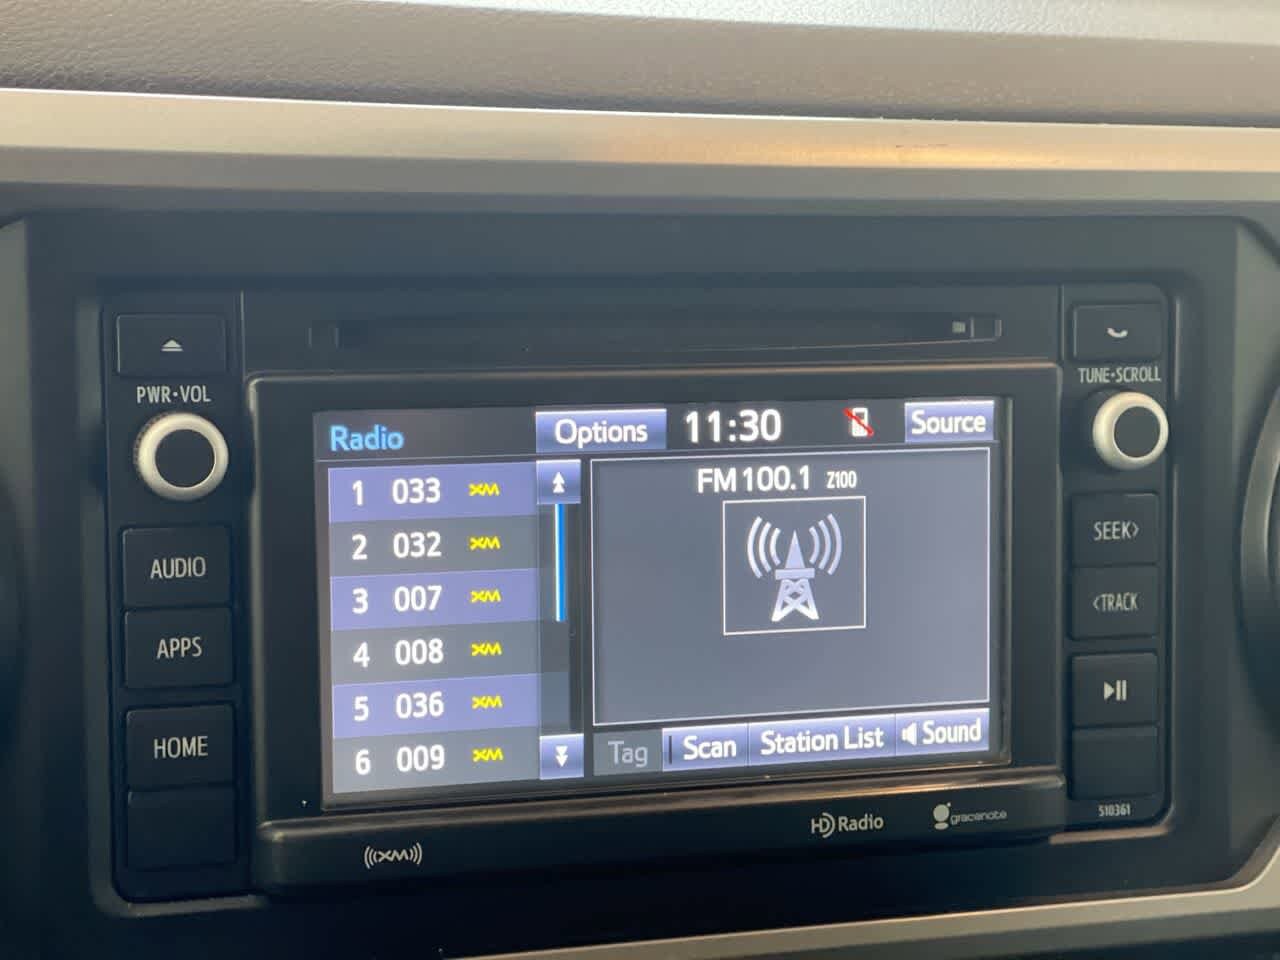 PWR•VOL
AUDIO
APPS
HOME
Radio
Options
11:30
Source
1 033 XM
2 032 XM
3 007 XM
4 008 XM
5 036 XM
6 009 XM
FM 100.1 Z100
Tag
Scan
Station List
Sound
TUNE•SCROLL
SEEK>
<TRACK
510361
((XM))
HD Radio
gracenote